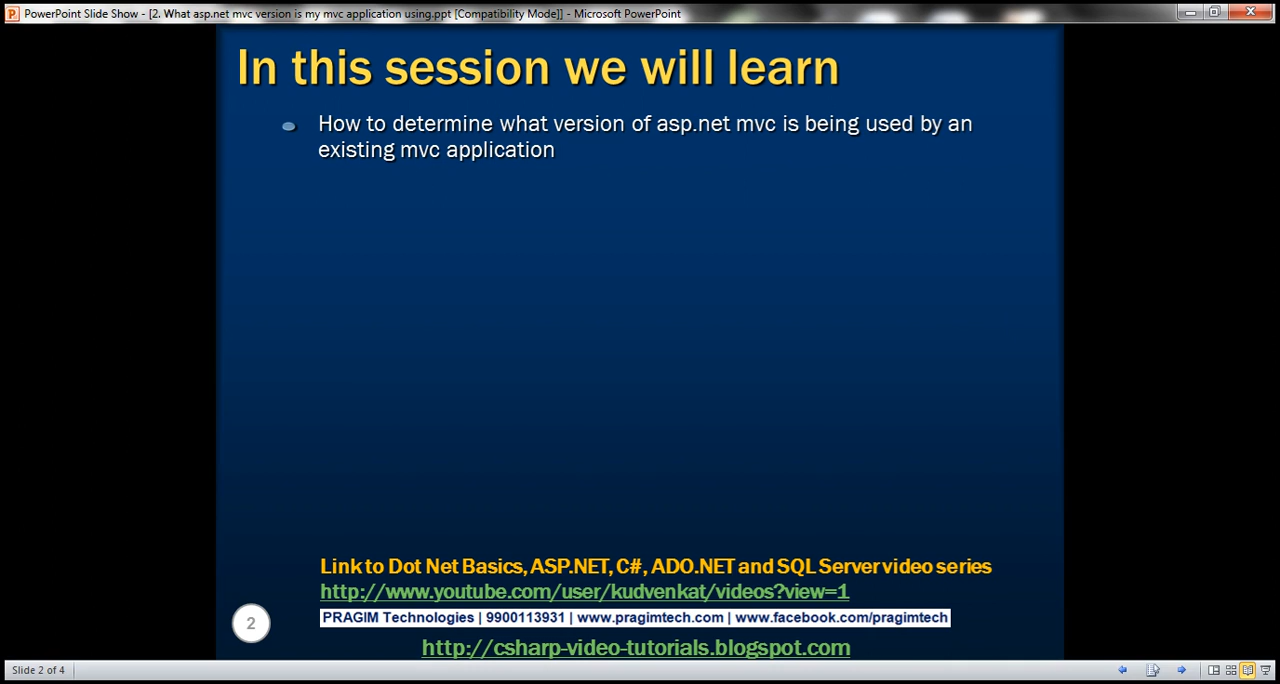 PowerPoint Slide Show - [2. What asp.net mvc version is my mvc application using.ppt [Compatibility Mode]] - Microsoft PowerPoint
In this session we will learn
How to determine what version of asp.net mvc is being used by an
existing mvc application
Link to Dot Net Basics, ASP.NET, C#, ADO.NET and SQL Server video series
http://www.youtube.com/user/kudvenkat/videos?view=1
2
PRAGIM Technologies | 9900113931 | www.pragimtech.com | www.facebook.com/pragimtech
http://csharp-video-tutorials.blogspot.com
Slide 2 of 4